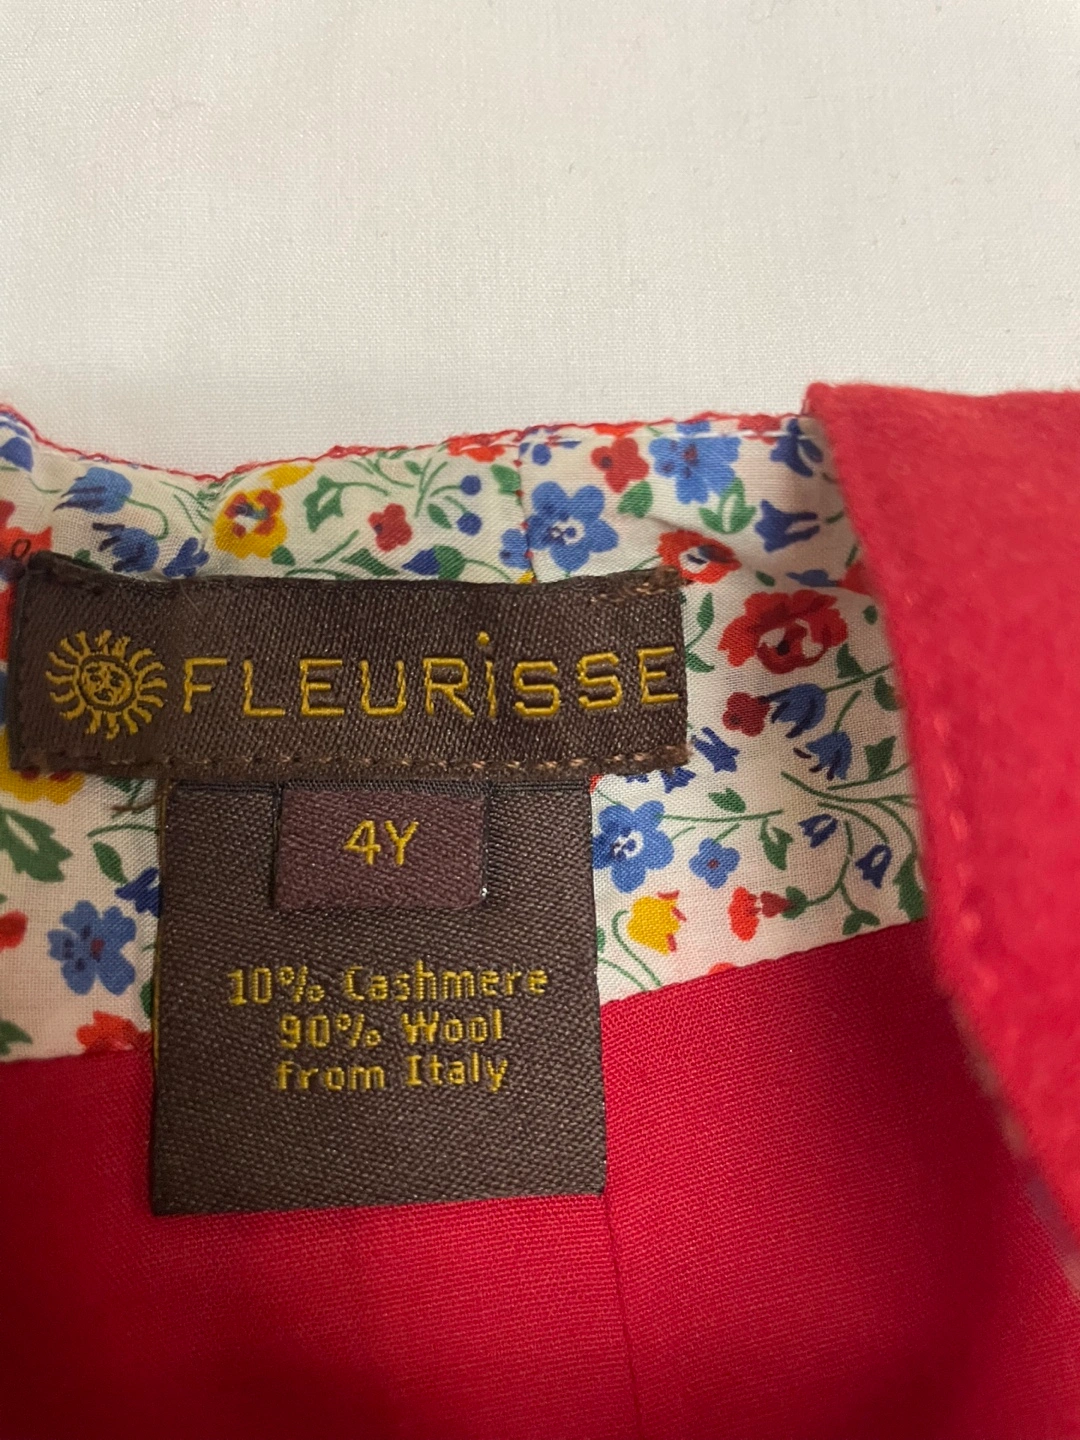 FLEURiSSE
4Y
10% Cashmere
90% Wool
from Italy